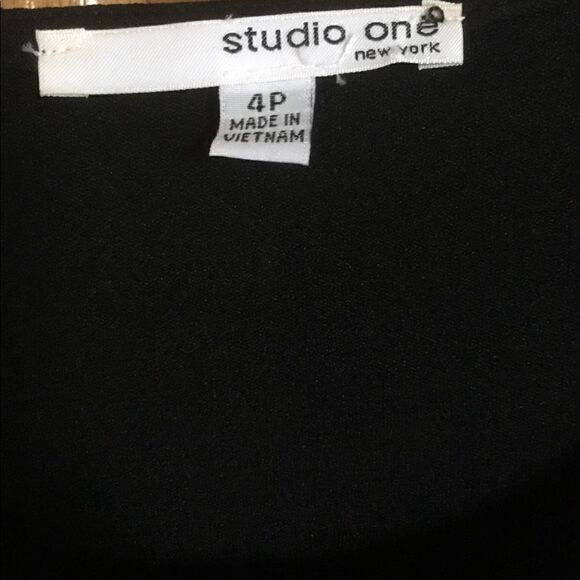 studio one
new york
4P
MADE IN
VIETNAM